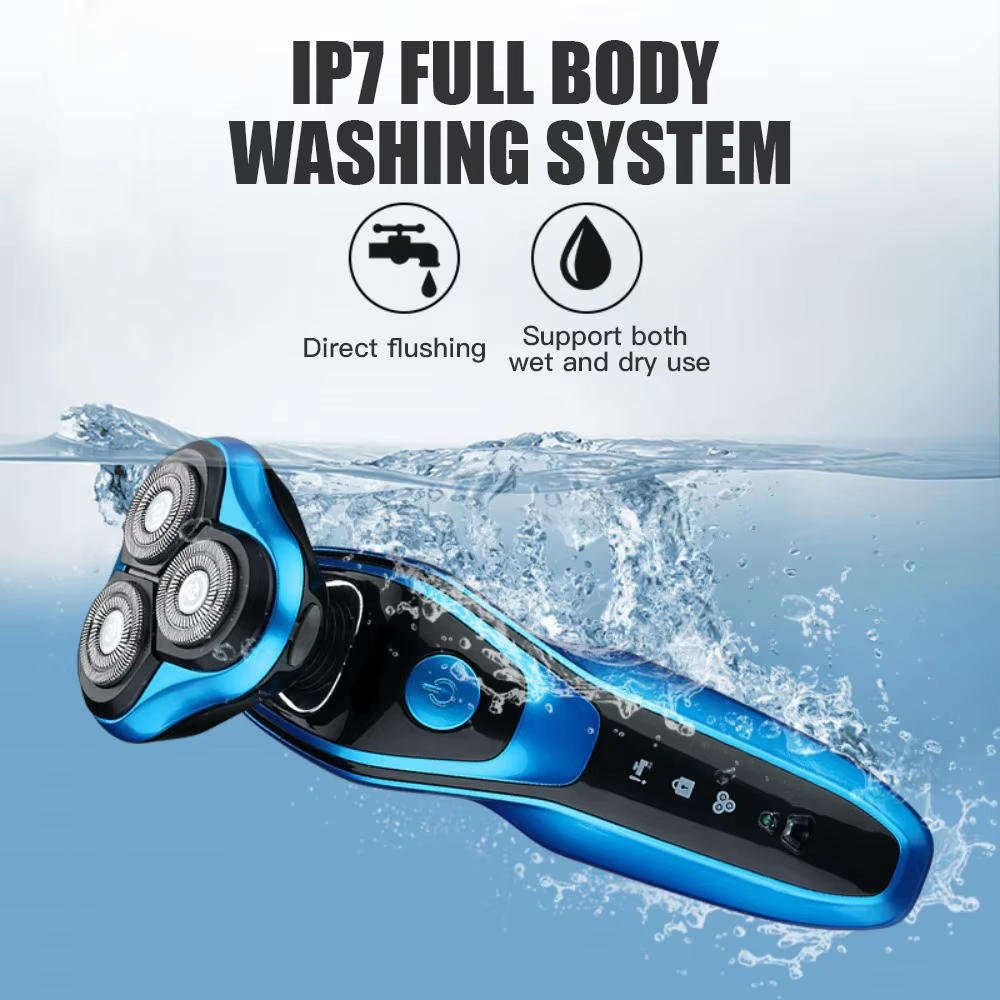 IP7 FULL BODY
WASHING SYSTEM
Direct flushing
Support both
wet and dry use